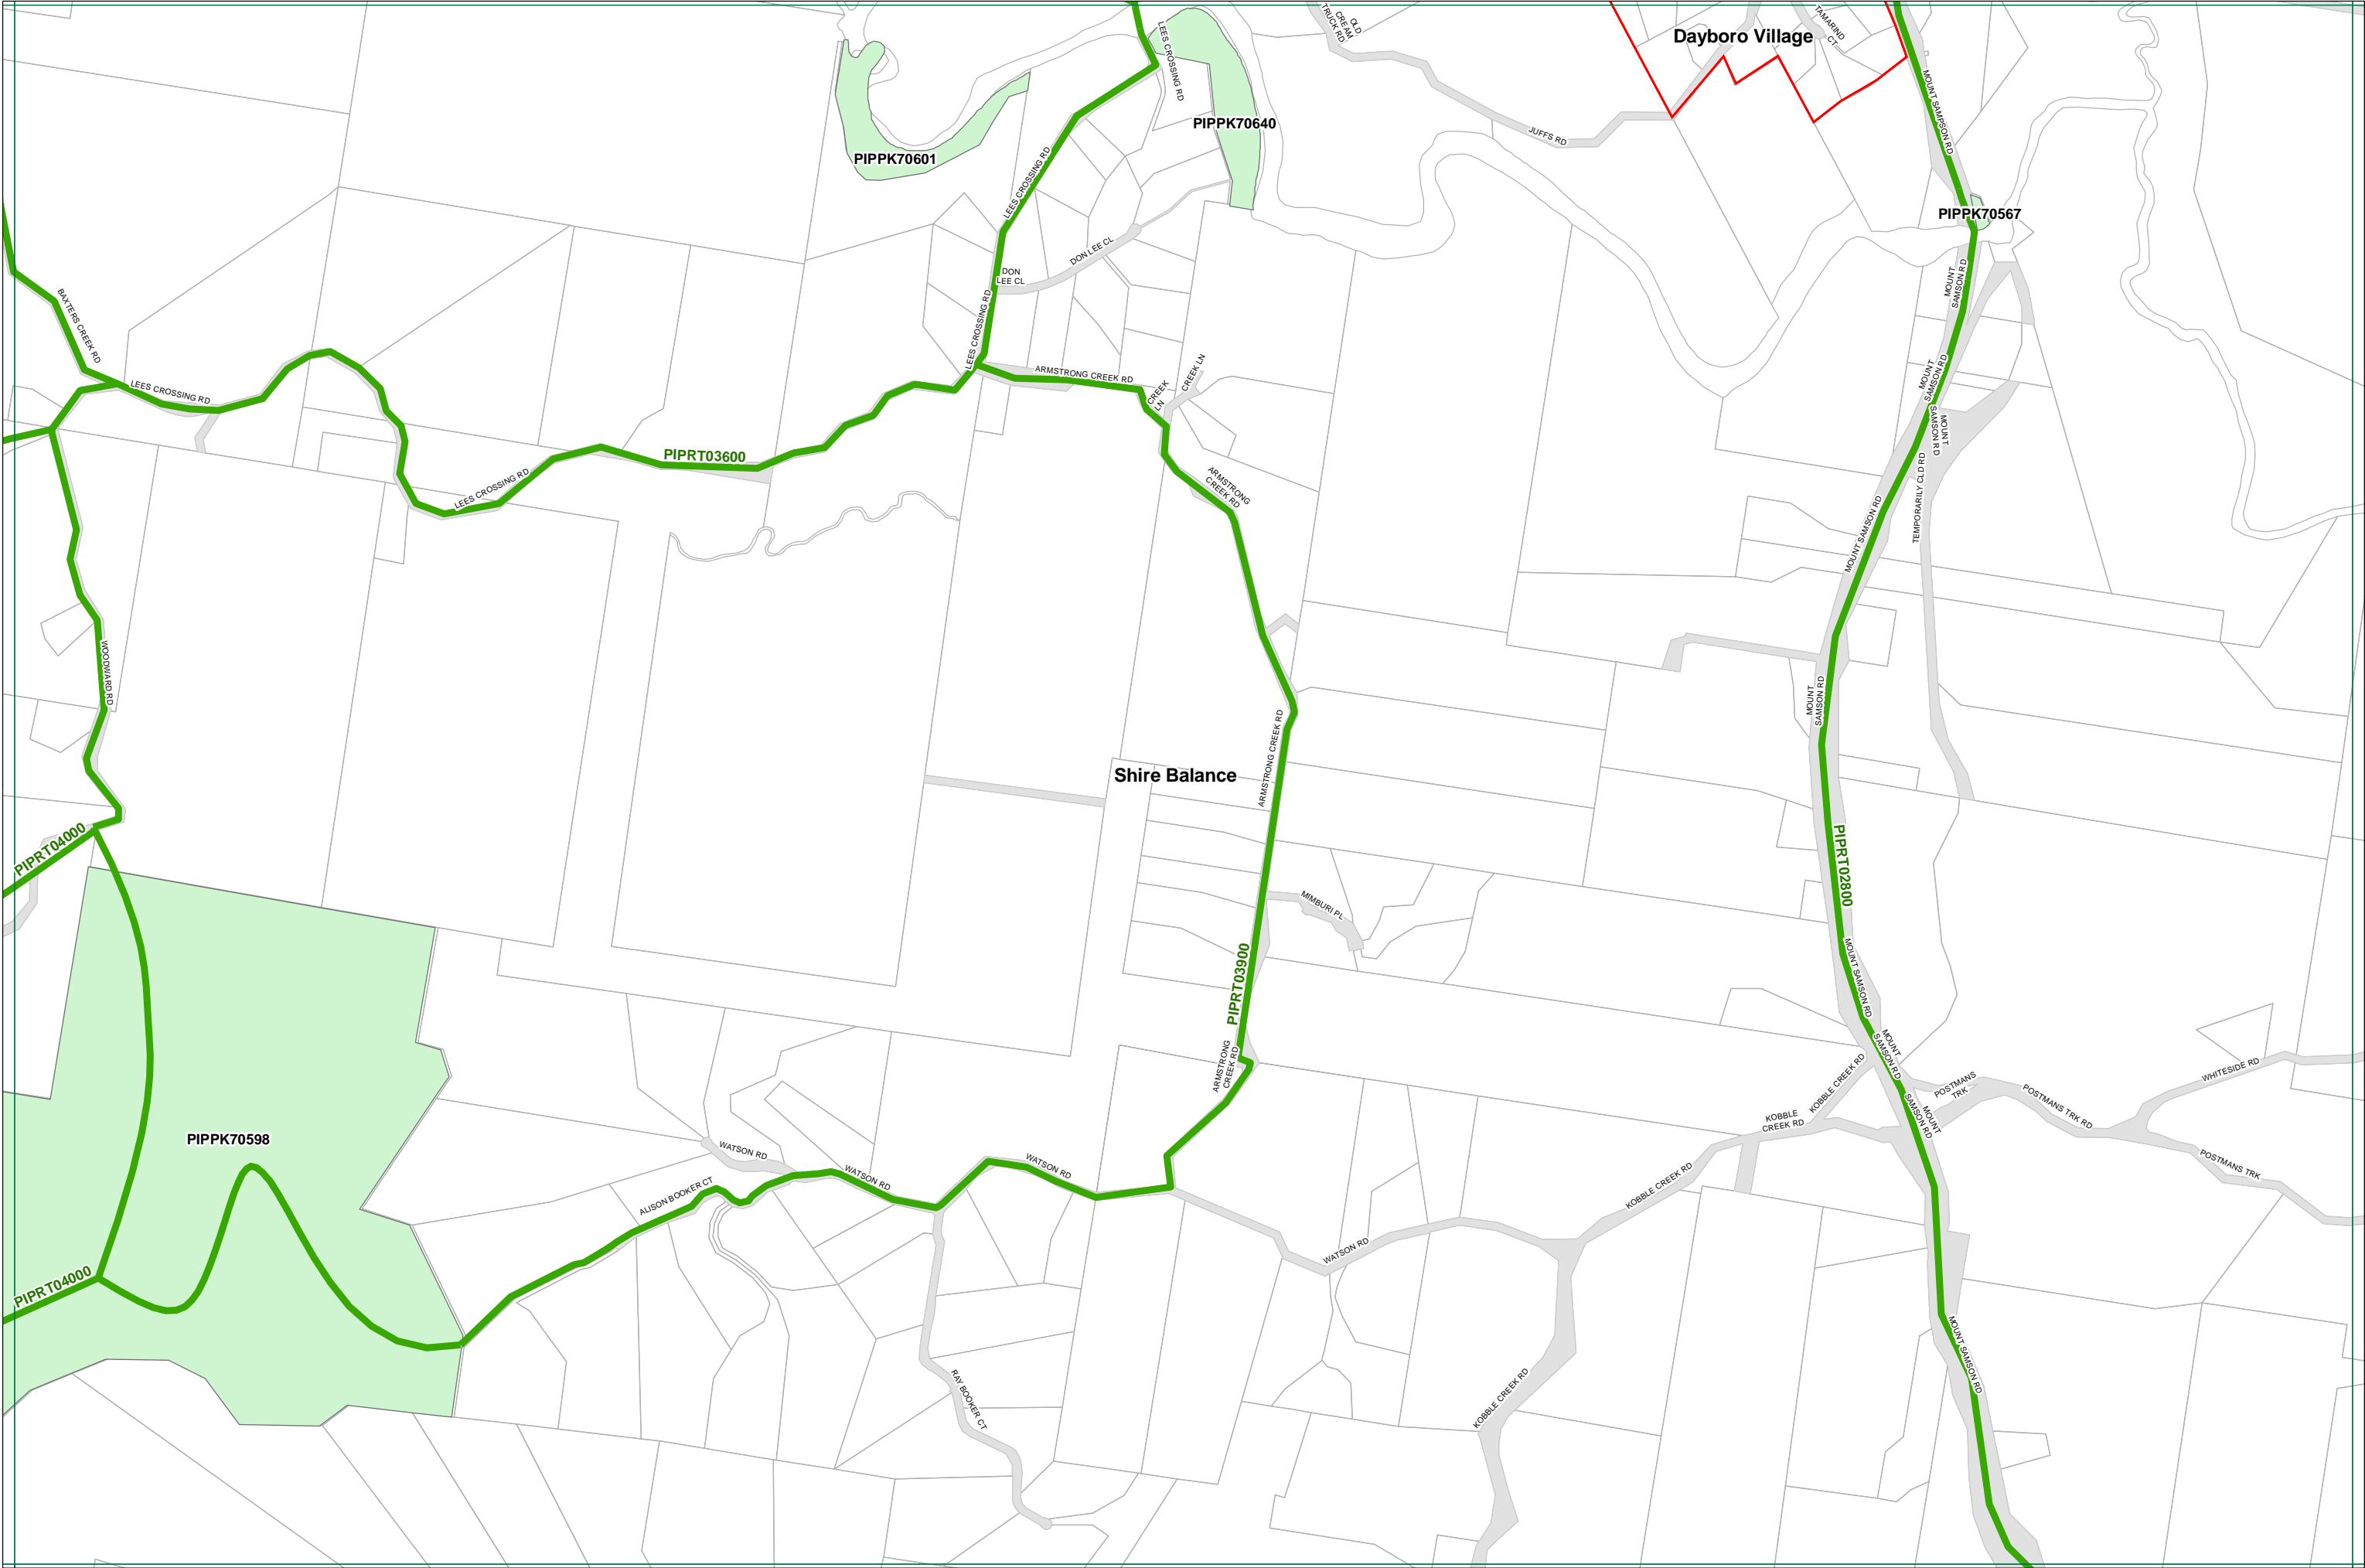 OLD
CREAM
TRUCK RD
LEES CROSSING RD
TAMARIND
CT
Dayboro Village
MOUNT SAMPSON RD
PIPPK70640
JUFFS RD
PIPPK70601
LEES CROSSING RD
PIPPK70567
DON LEE CL
DON
LEE CL
MOUNT
SAMSON RD
BAXTERS CREEK RD
LEES CROSSING RD
ARMSTRONG CREEK RD
CREEK LN
CREEK
LN
MOUNT
SAMSON RD
LEES CROSSING RD
MOUNT
SAMSON RD
PIPRT03600
LEES CROSSING RD
ARMSTRONG
CREEK RD
TEMPORARILY CLD RD
MOUNT SAMSON RD
WOODWARD RD
MOUNT
SAMSON RD
ARMSTRONG CREEK RD
Shire Balance
PIPRT04000
PIPRT02800
MIMBURI PL
PIPRT03900
MOUNT SAMSON RD
MOUNT
SAMSON RD
ARMSTRONG
CREEK RD
KOBBLE CREEK RD
POSTMANS
TRK
WHITESIDE RD
POSTMANS TRK RD
KOBBLE
CREEK RD
MOUNT
SAMSON RD
PIPPK70598
WATSON RD
WATSON RD
WATSON RD
POSTMANS TRK
KOBBLE CREEK RD
ALISON BOOKER CT
WATSON RD
PIPRT04000
MOUNT SAMSON RD
RAY BOOKER CT
KOBBLE CREEK RD